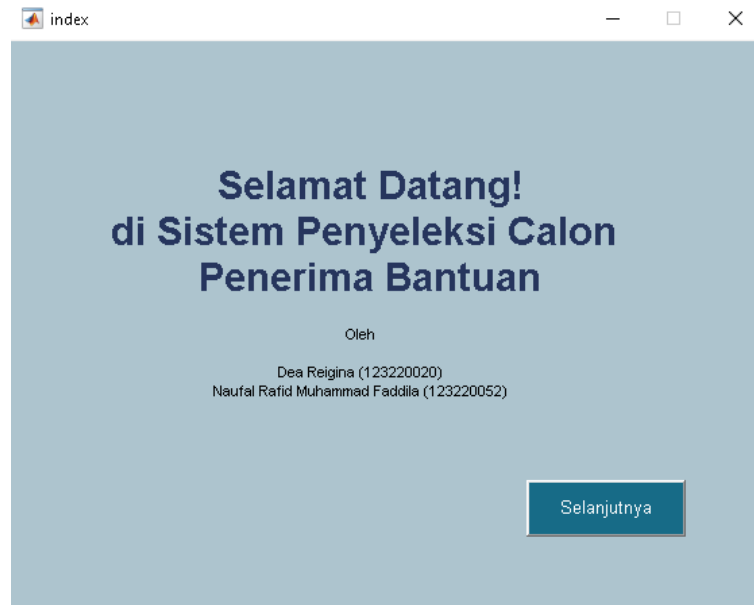 index
Selamat Datang!
di Sistem Penyeleksi Calon
Penerima Bantuan
Oleh
Dea Reigina (123220020)
Naufal Rafid Muhammad Faddila (123220052)
Selanjutnya